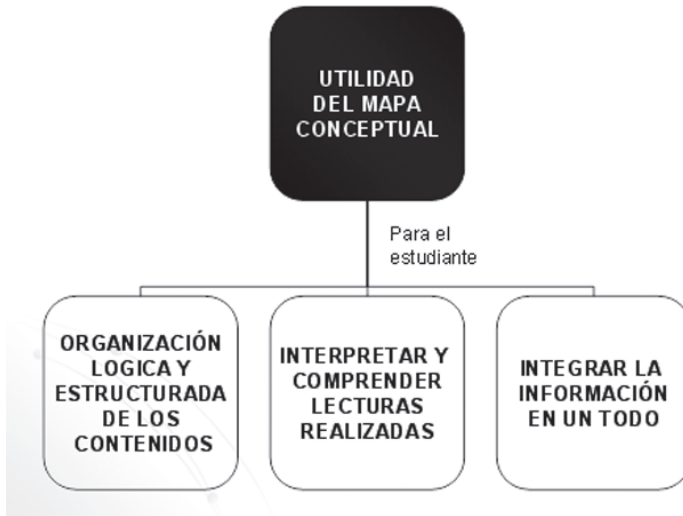 UTILIDAD
DEL MAPA
CONCEPTUAL
Para el
estudiante
ORGANIZACIÓN
LOGICA Y
ESTRUCTURADA
DE LOS
CONTENIDOS
INTERPRETAR Y
COMPRENDER
LECTURAS
REALIZADAS
INTEGRAR LA
INFORMACIÓN
EN UN TODO